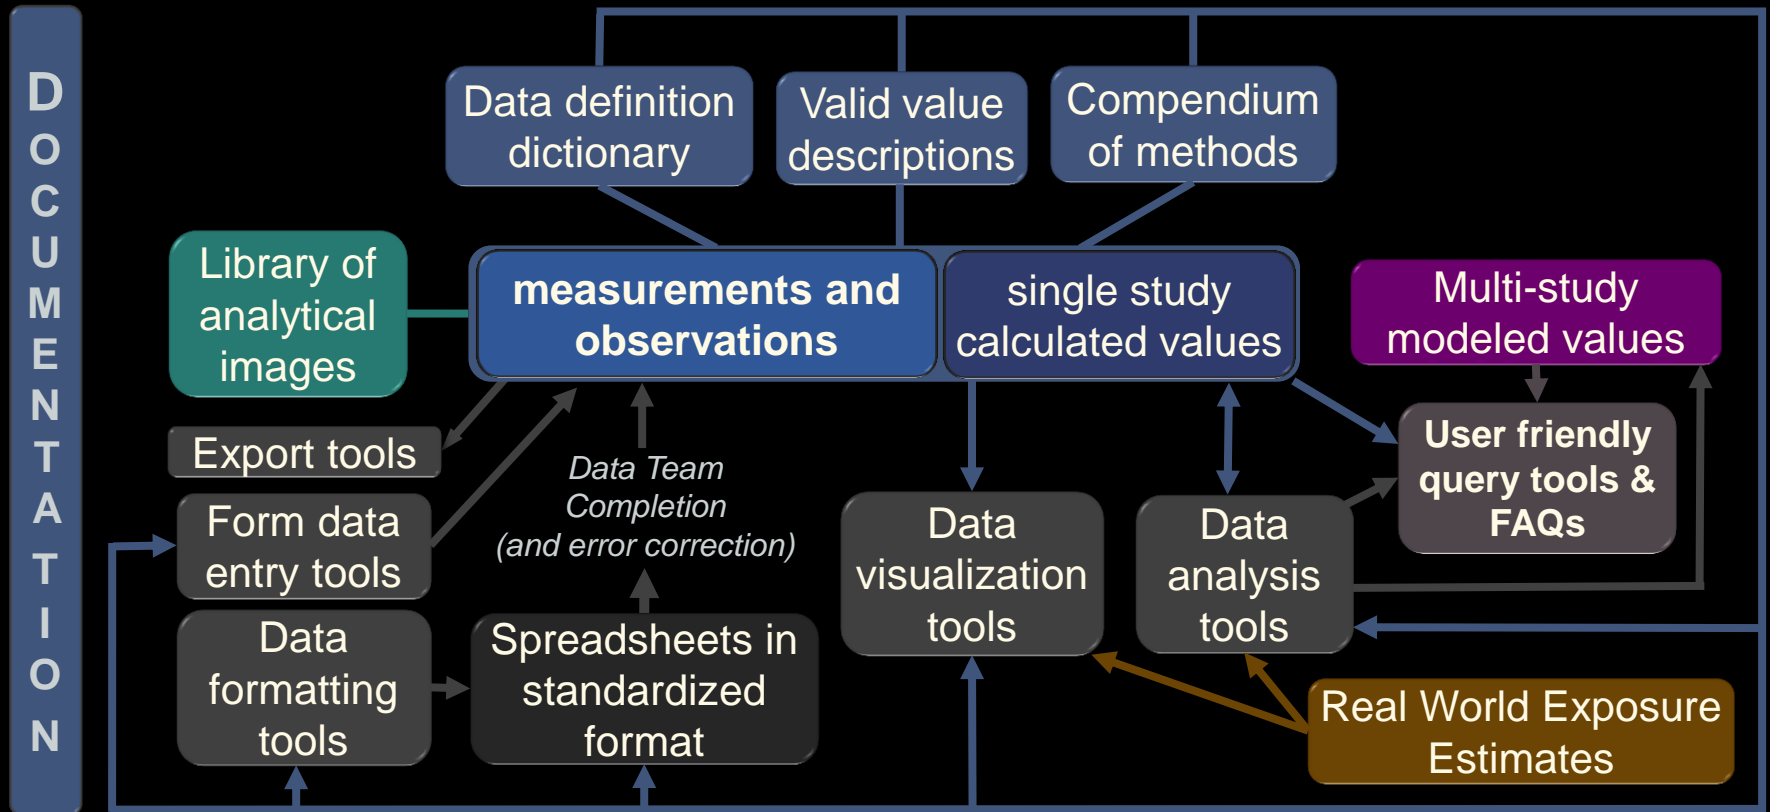 DOCUMENTATION
Data definition
dictionary
Valid value
descriptions
Compendium
of methods
Library of
analytical
images
measurements and
observations
single study
calculated values
Multi-study
modeled values
Export tools
Data Team
Completion
(and error correction)
User friendly
query tools &
FAQs
Form data
entry tools
Data
visualization
tools
Data
analysis
tools
Data
formatting
tools
Spreadsheets in
standardized
format
Real World Exposure
Estimates